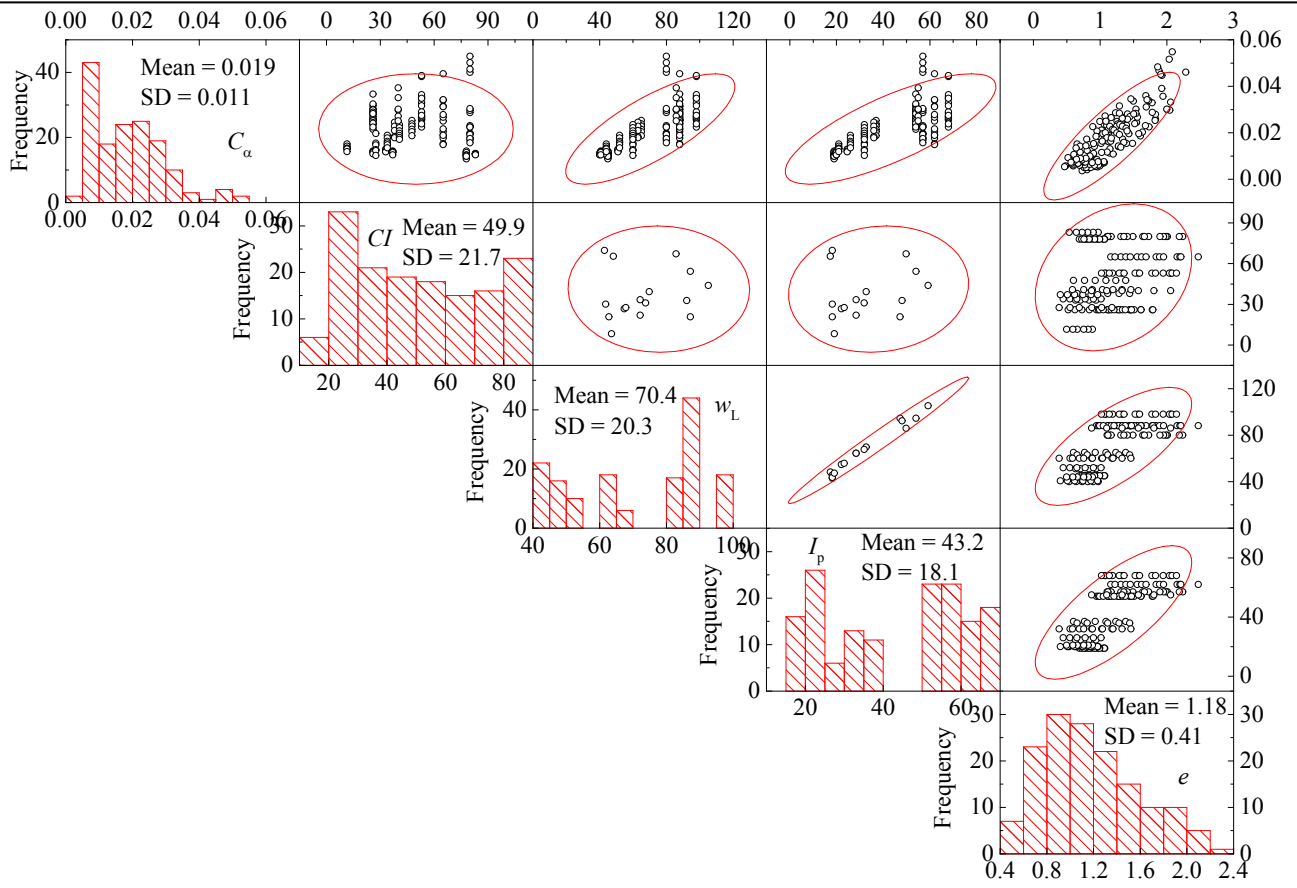 0.00 0.02 0.04 0.06 0 30 60 90 0 40 80 120 0 20 40 60 80 0 1 2 3
40
20
0
Frequency
Mean = 0.019
SD = 0.011
Cα
0.00 0.02 0.04 0.06
0.06
0.04
0.02
0.00
30
20
10
0
Frequency
CI
Mean = 49.9
SD = 21.7
20 40 60 80
90
60
30
0
40
20
0
Frequency
Mean = 70.4
SD = 20.3
wL
40 60 80 100
120
80
40
0
30
20
10
0
Frequency
Ip
Mean = 43.2
SD = 18.1
20 40 60
80
40
0
30
20
10
0
Frequency
Mean = 1.18
SD = 0.41
e
0.4 0.8 1.2 1.6 2.0 2.4
30
20
10
0